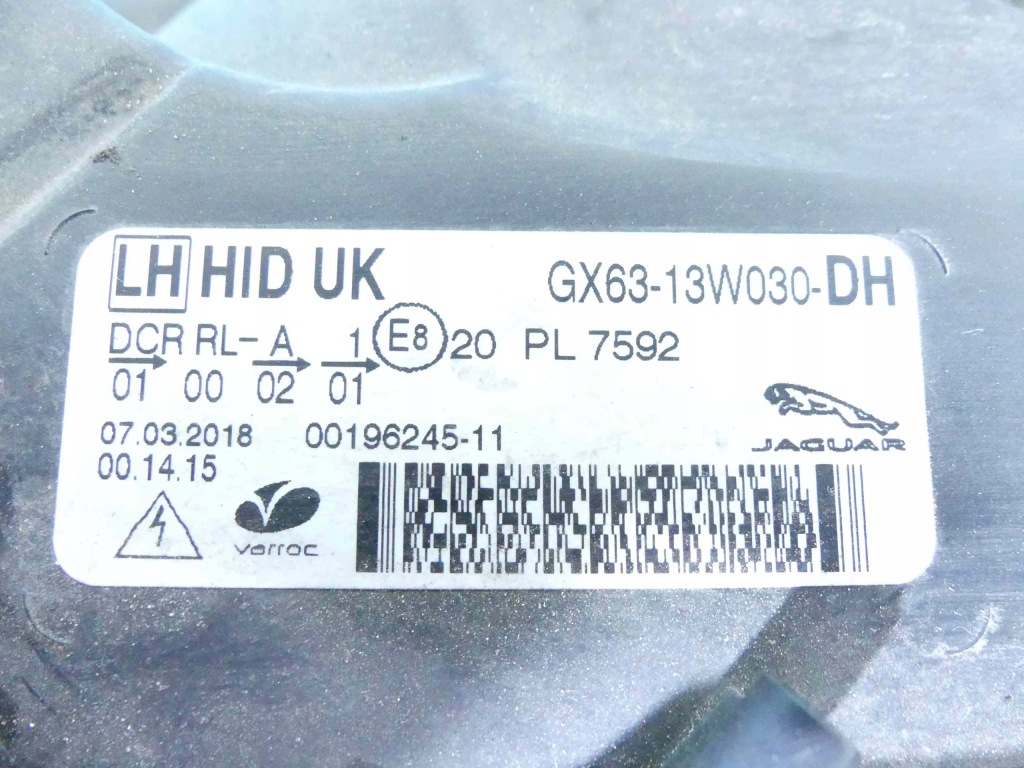 LH HID UK GX63-13W030-DH
DCR RL- A 1 E8 20 PL 7592
01 00 02 01
07.03.2018 00196245-11
00.14.15
JAGUAR
varroc